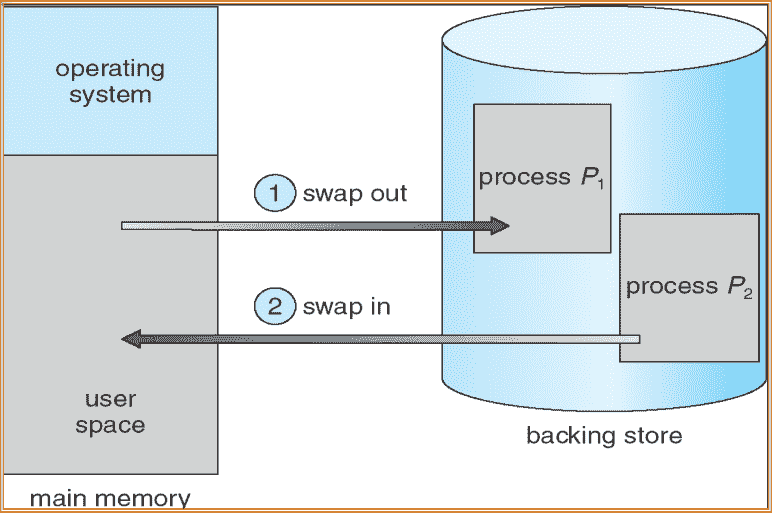 operating
system
1 swap out
2 swap in
user
space
main memory
process P1
process P2
backing store